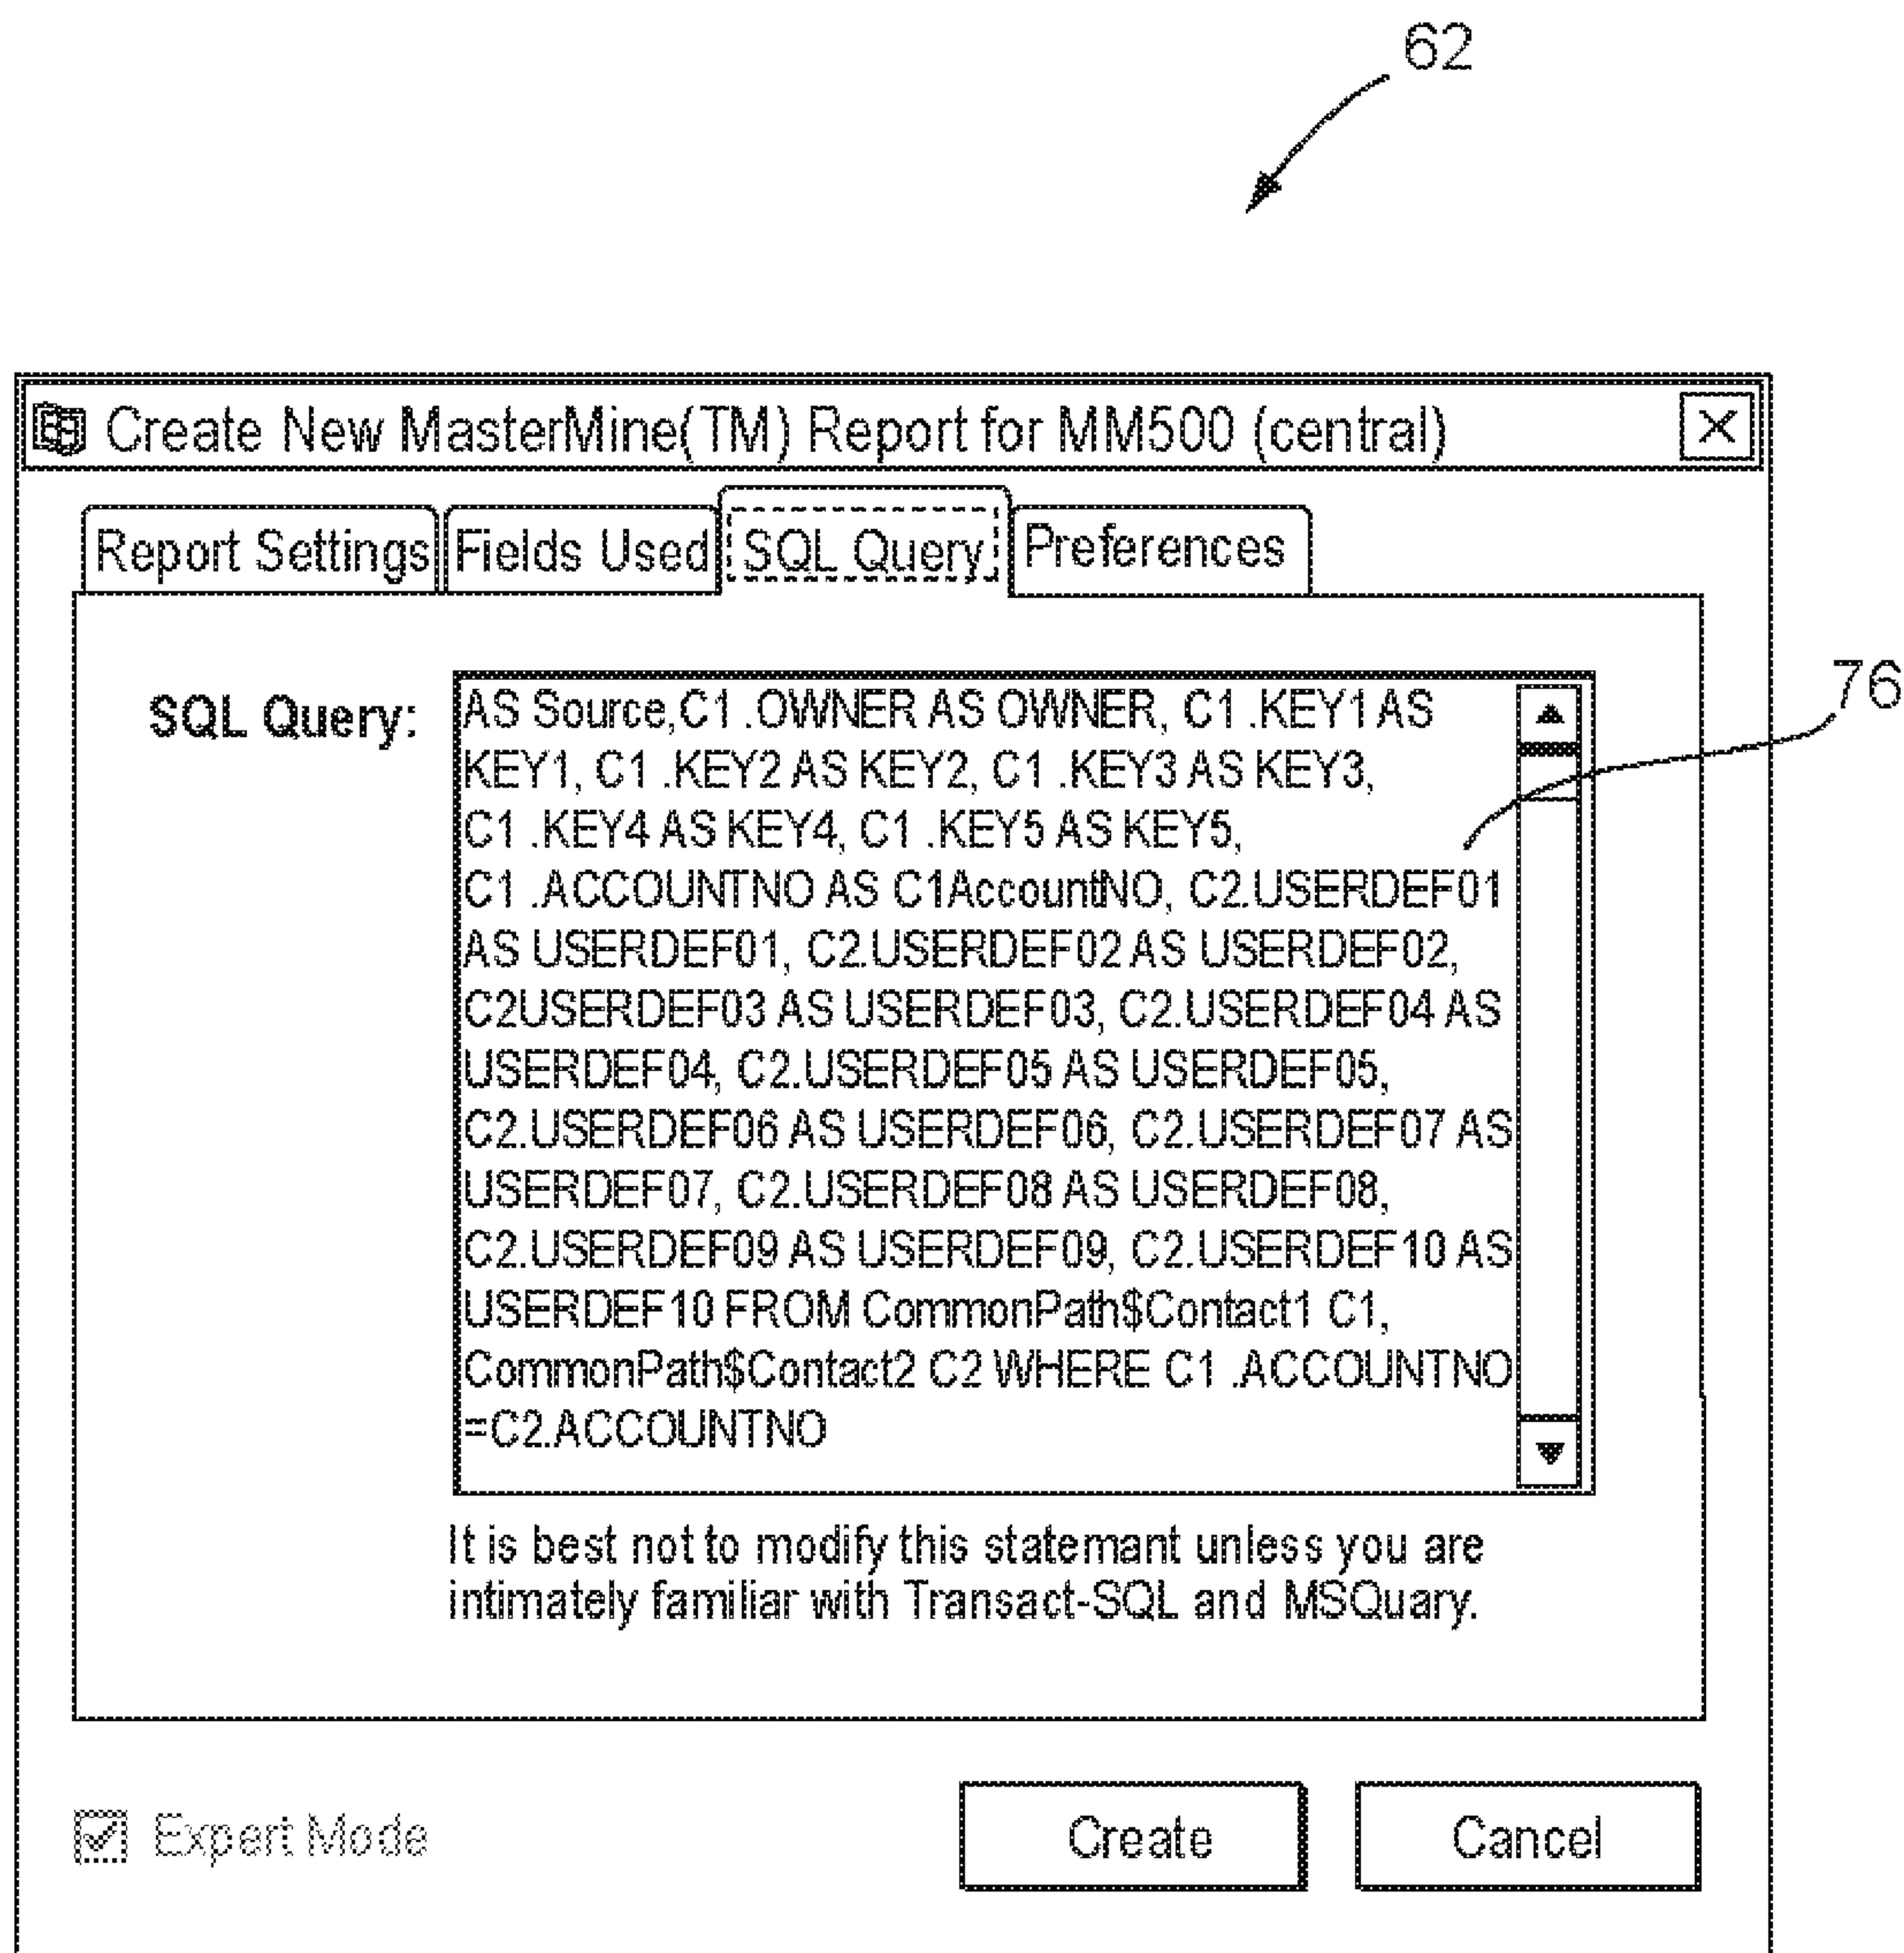 62
Create New MasterMine(TM) Report for MM500 (central)
Report Settings Fields Used SQL Query Preferences
76
SQL Query:
AS Source,C1 .OWNER AS OWNER, C1 .KEY1 AS
KEY1, C1 .KEY2 AS KEY2, C1 .KEY3 AS KEY3,
C1 .KEY4 AS KEY4, C1 .KEY5 AS KEY5,
C1 .ACCOUNTNO AS C1AccountNO, C2.USERDEF01
AS USERDEF01, C2.USERDEF02 AS USERDEF02,
C2USERDEF03 AS USERDEF03, C2.USERDEF04 AS
USERDEF04, C2.USERDEF05 AS USERDEF05,
C2.USERDEF06 AS USERDEF06, C2.USERDEF07 AS
USERDEF07, C2.USERDEF08 AS USERDEF08,
C2.USERDEF09 AS USERDEF09, C2.USERDEF10 AS
USERDEF10 FROM CommonPath$Contact1 C1,
CommonPath$Contact2 C2 WHERE C1 .ACCOUNTNO
=C2.ACCOUNTNO
It is best not to modify this statemant unless you are
intimately familiar with Transact-SQL and MSQuary.
Expert Mode
Create
Cancel